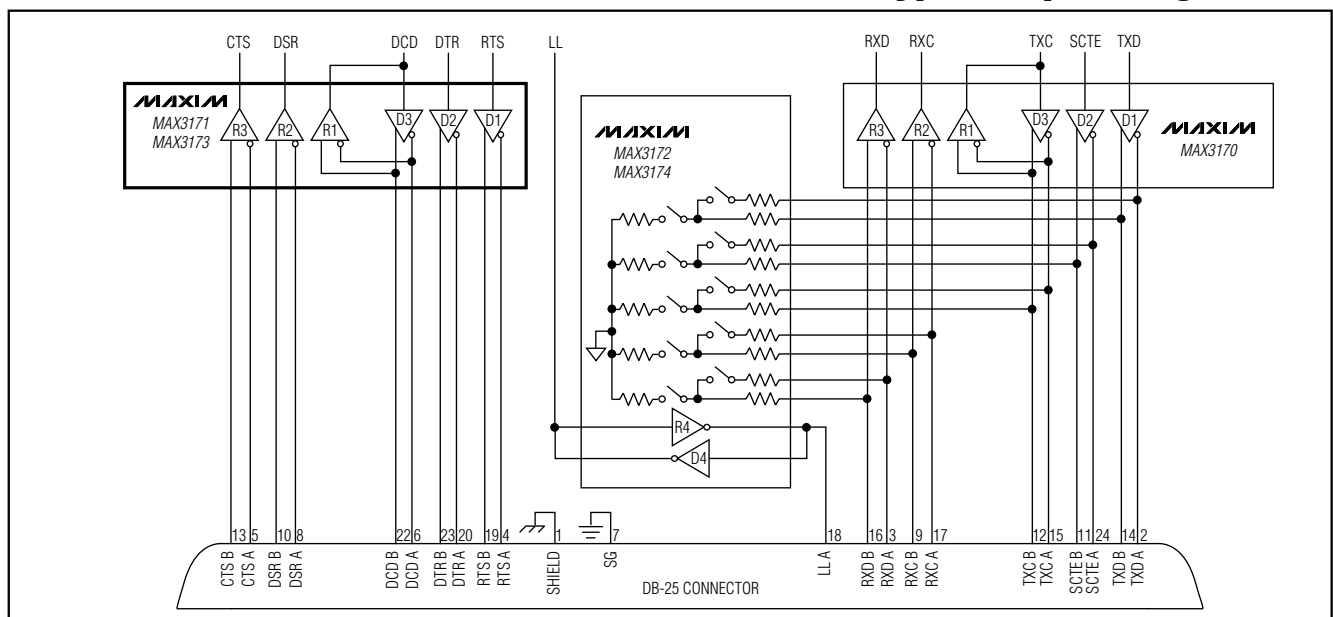 CTS DSR DCD DTR RTS LL RXD RXC TXC SCTE TXD
MAXIM
MAX3171
MAX3173
R3 R2 R1 D3 D2 D1
MAXIM
MAX3172
MAX3174
R3 R2 R1 D3 D2 D1
MAXIM
MAX3170
R4
D4
13 5 10 8 22 6 23 20 19 4 1 7 18 16 3 9 17 12 15 11 24 14 2
CTS B
CTS A
DSR B
DSR A
DCD B
DCD A
DTR B
DTR A
RTS B
RTS A
SHIELD
SG
LL A
RXD B
RXD A
RXC B
RXC A
TXC B
TXC A
SCTE B
SCTE A
TXD B
TXD A
DB-25 CONNECTOR